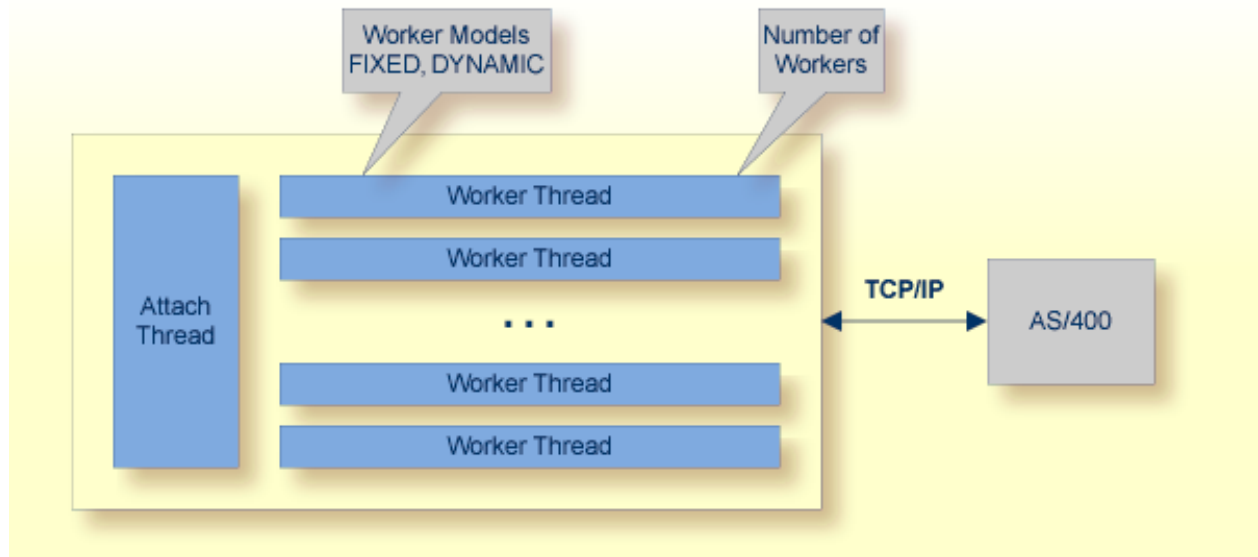 Worker Models
FIXED, DYNAMIC
Number of
Workers
Worker Thread
Worker Thread
Attach
Thread
...
TCP/IP
AS/400
Worker Thread
Worker Thread